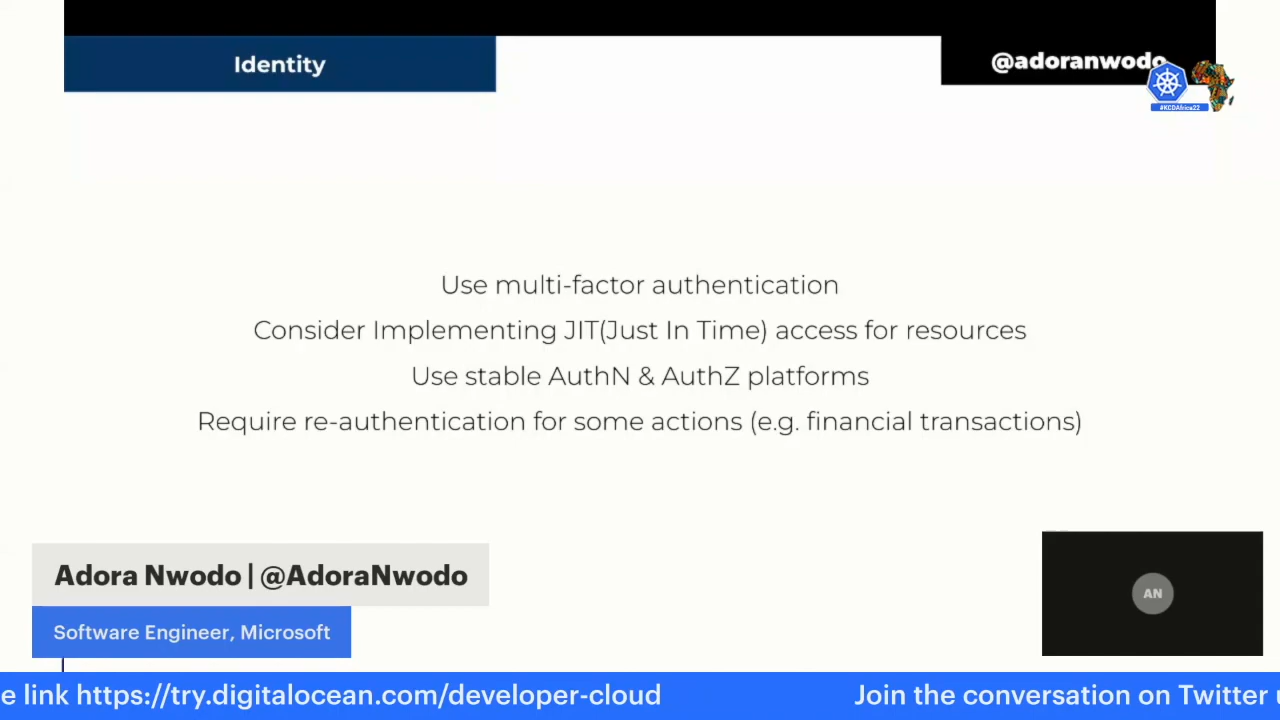 Identity
@adoranwodo
#KCDAfrica22
Use multi-factor authentication
Consider Implementing JIT(Just In Time) access for resources
Use stable AuthN & AuthZ platforms
Require re-authentication for some actions (e.g. financial transactions)
Adora Nwodo | @AdoraNwodo
Software Engineer, Microsoft
AN
e link https://try.digitalocean.com/developer-cloud
Join the conversation on Twitter u